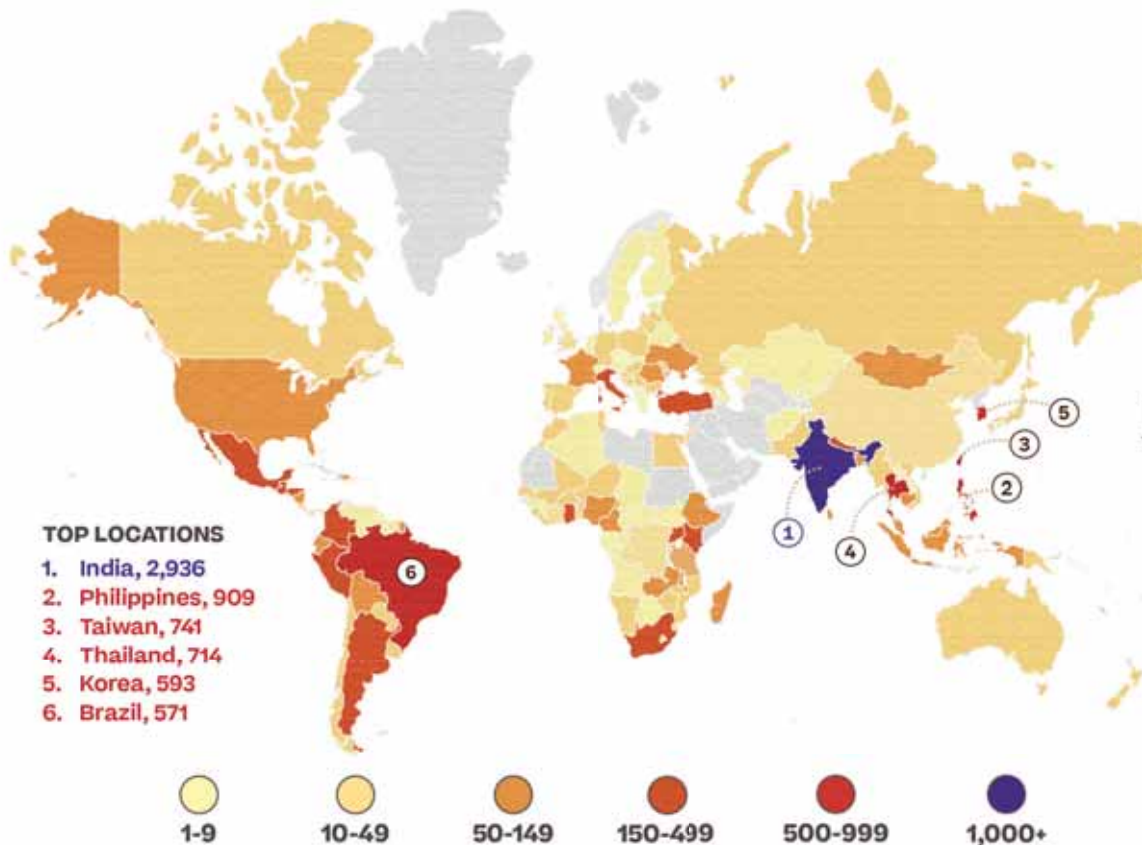 5
3
2
1
4
6
TOP LOCATIONS
1. India, 2,936
2. Philippines, 909
3. Taiwan, 741
4. Thailand, 714
5. Korea, 593
6. Brazil, 571
1-9 10-49 50-149 150-499 500-999 1,000+